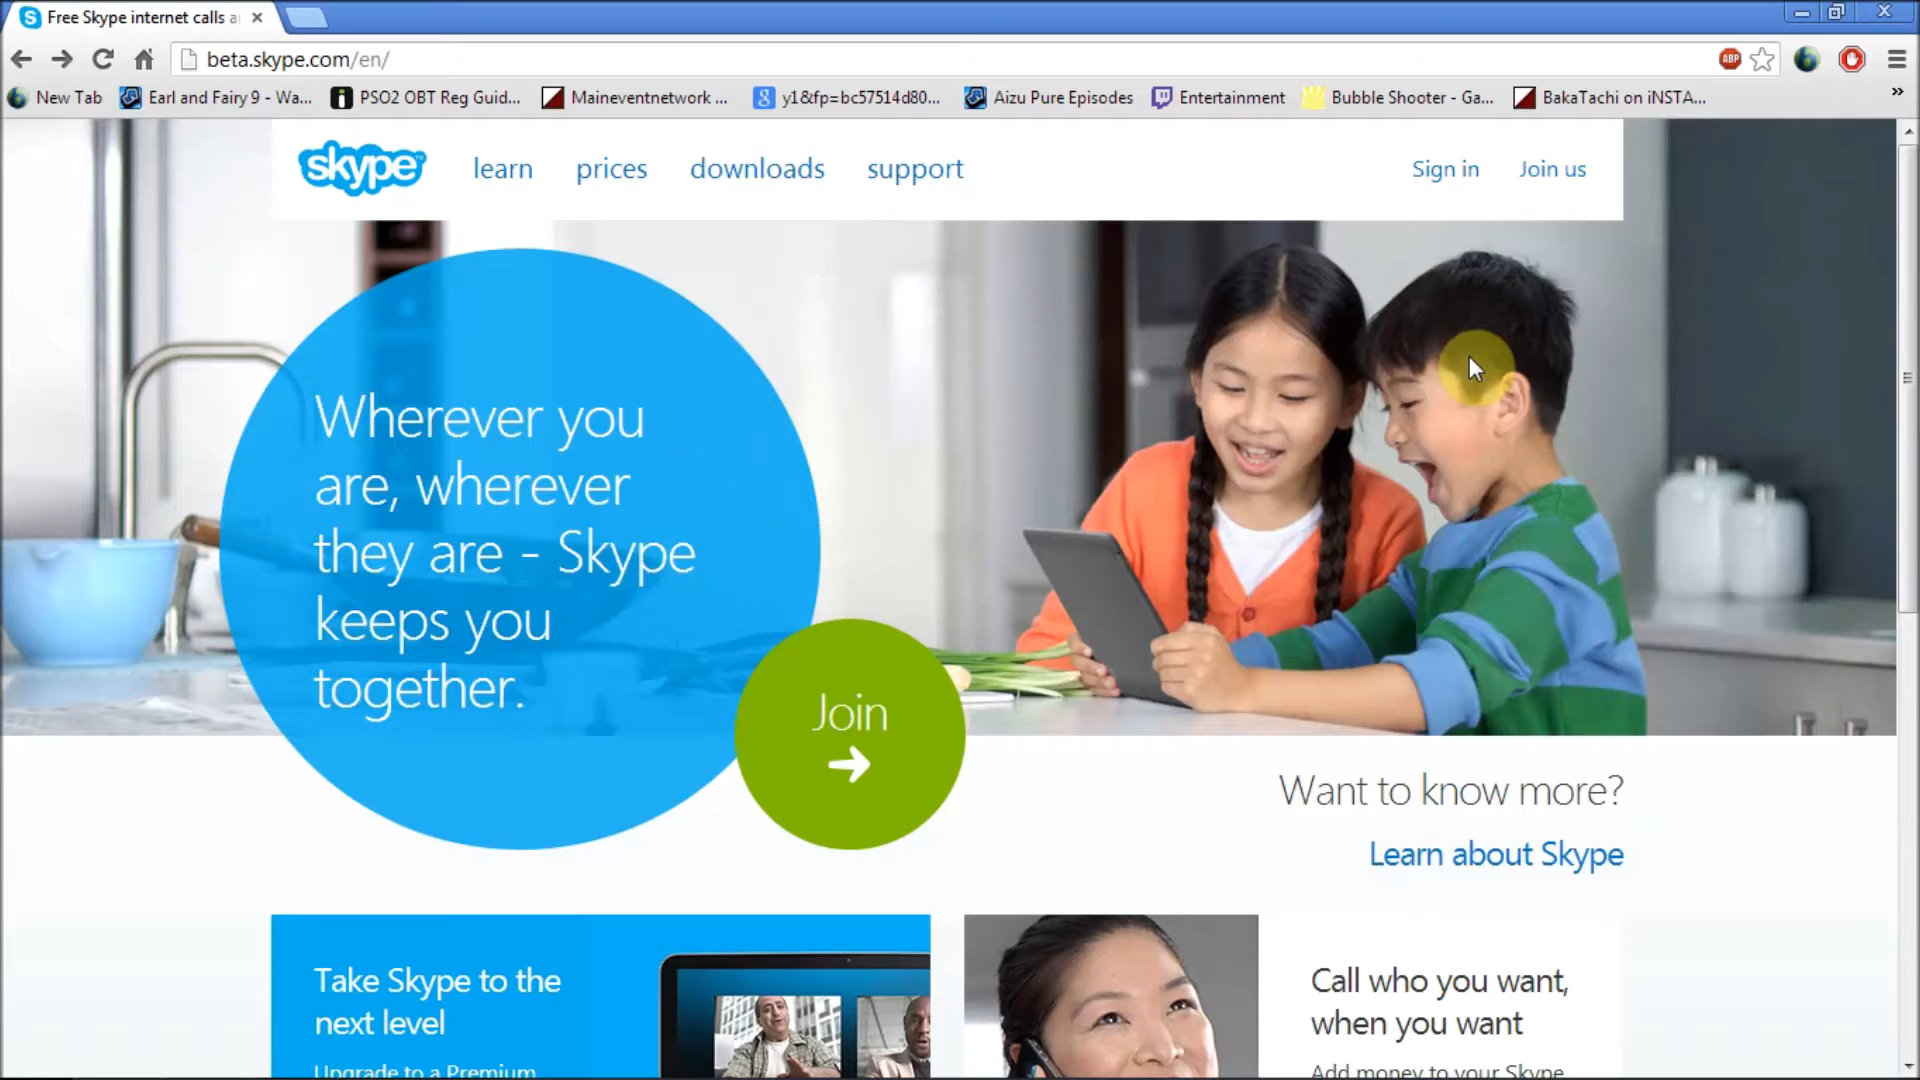 Free Skype internet calls a
beta.skype.com/en/
ABP
New Tab
Earl and Fairy 9 - Wa...
PSO2 OBT Reg Guid...
Maineventnetwork ...
y1&fp=bc57514d80...
Aizu Pure Episodes
Entertainment
Bubble Shooter - Ga...
BakaTachi on iNSTA...
skype
learn
prices
downloads
support
Sign in
Join us
Wherever you
are, wherever
they are - Skype
keeps you
together.
Join
Want to know more?
Learn about Skype
Take Skype to the
next level
Upgrade to a Premium
Call who you want,
when you want
Add money to your Skype